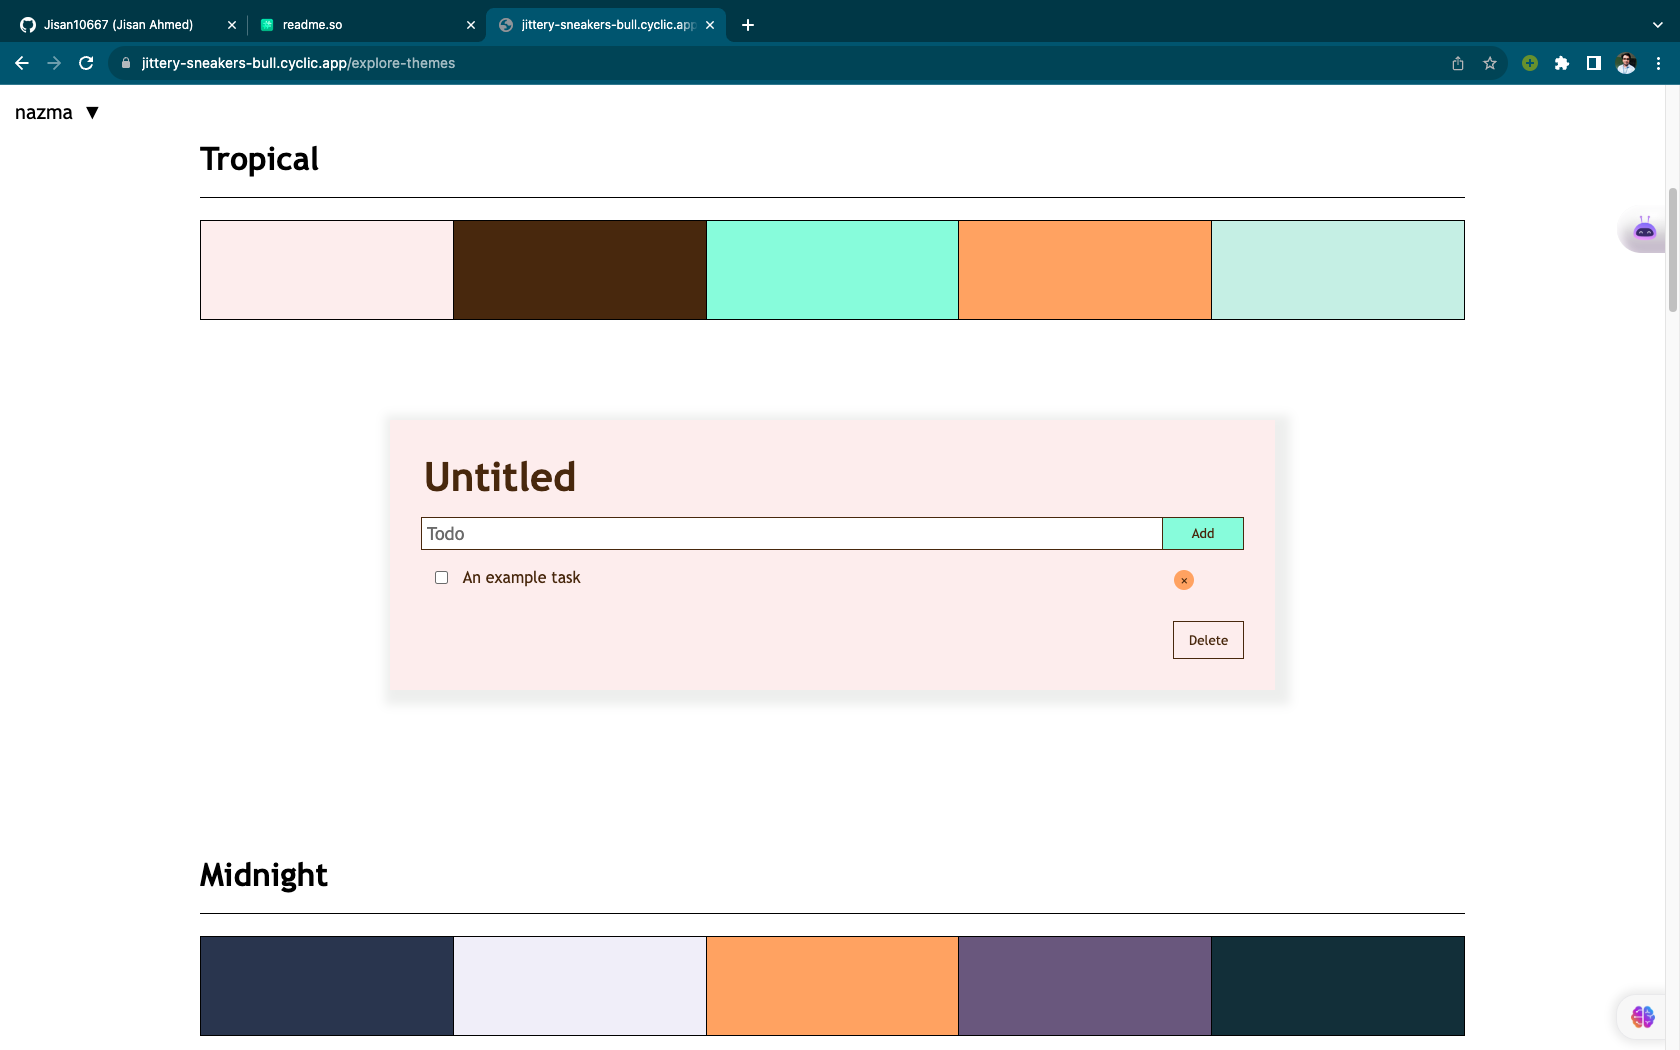 Jisan10667 (Jisan Ahmed)
readme.so
jittery-sneakers-bull.cyclic.app
jittery-sneakers-bull.cyclic.app/explore-themes
nazma ▼
Tropical
Untitled
Todo
Add
An example task
×
Delete
Midnight